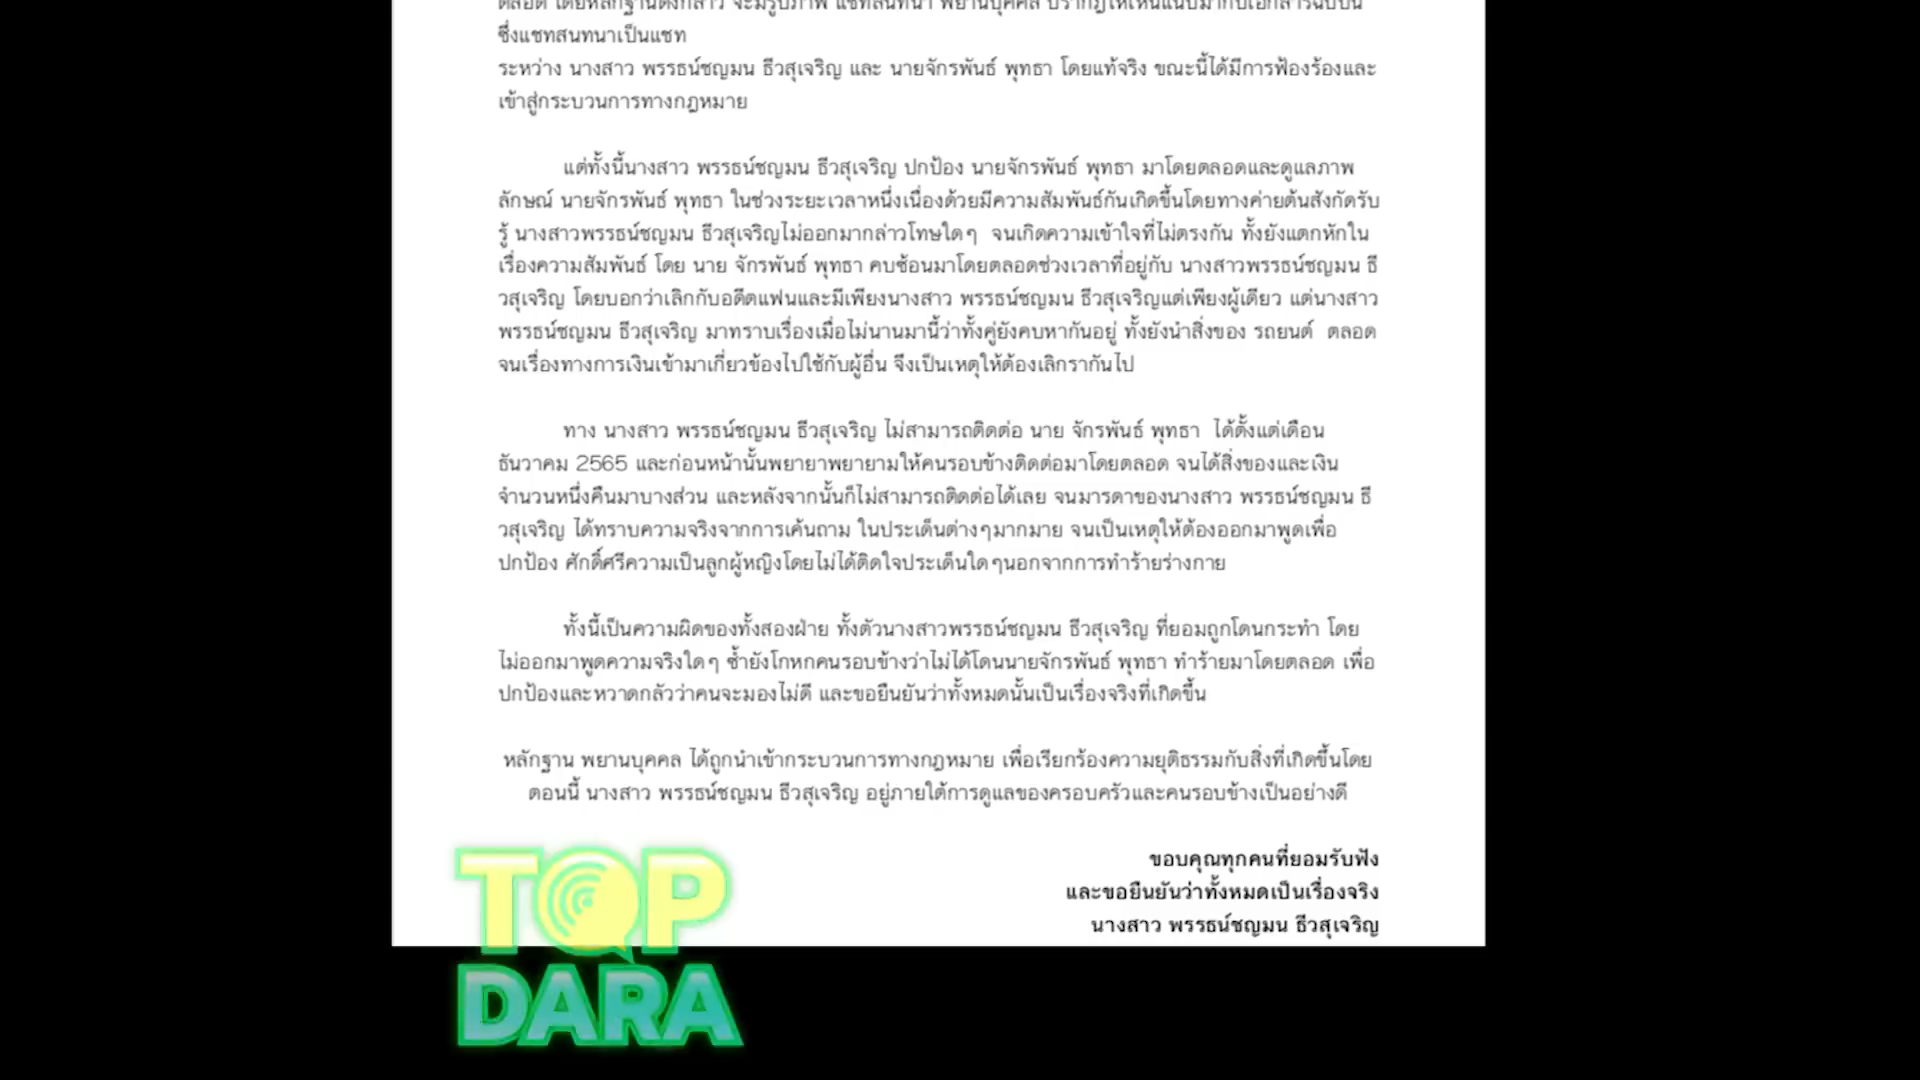 ตลอด โดยหลักฐานดังกล่าว จะมีรูปภาพ แชทสนทนา พยานบุคคล ปรากฏให้เห็นแนบมากับเอกสารฉบับนี้
ซึ่งแชทสนทนาเป็นแชท
ระหว่าง นางสาว พรรธน์ชญมน ธีวสุเจริญ และ นายจักรพันธ์ พุทธา โดยแท้จริง ขณะนี้ได้มีการฟ้องร้องและ
เข้าสู่กระบวนการทางกฎหมาย
แต่ทั้งนี้นางสาว พรรธน์ชญมน ธีวสุเจริญ ปกป้อง นายจักรพันธ์ พุทธา มาโดยตลอดและดูแลภาพ
ลักษณ์ นายจักรพันธ์ พุทธา ในช่วงระยะเวลาหนึ่งเนื่องด้วยมีความสัมพันธ์กันเกิดขึ้นโดยทางค่ายต้นสังกัดรับ
รู้ นางสาวพรรธน์ชญมน ธีวสุเจริญไม่ออกมากล่าวโทษใดๆ จนเกิดความเข้าใจที่ไม่ตรงกัน ทั้งยังแตกหักใน
เรื่องความสัมพันธ์ โดย นาย จักรพันธ์ พุทธา คบซ้อนมาโดยตลอดช่วงเวลาที่อยู่กับ นางสาวพรรธน์ชญมน ธี
วสุเจริญ โดยบอกว่าเลิกกับอดีตแฟนและมีเพียงนางสาว พรรธน์ชญมน ธีวสุเจริญแต่เพียงผู้เดียว แต่นางสาว
พรรธน์ชญมน ธีวสุเจริญ มาทราบเรื่องเมื่อไม่นานมานี้ว่าทั้งคู่ยังคบหากันอยู่ ทั้งยังนำสิ่งของ รถยนต์ ตลอด
จนเรื่องทางการเงินเข้ามาเกี่ยวข้องไปใช้กับผู้อื่น จึงเป็นเหตุให้ต้องเลิกรากันไป
ทาง นางสาว พรรธน์ชญมน ธีวสุเจริญ ไม่สามารถติดต่อ นาย จักรพันธ์ พุทธา ได้ตั้งแต่เดือน
ธันวาคม 2565 และก่อนหน้านั้นพยายาพยายามให้คนรอบข้างติดต่อมาโดยตลอด จนได้สิ่งของและเงิน
จำนวนหนึ่งคืนมาบางส่วน และหลังจากนั้นก็ไม่สามารถติดต่อได้เลย จนมารดาของนางสาว พรรธน์ชญมน ธี
วสุเจริญ ได้ทราบความจริงจากการเค้นถาม ในประเด็นต่างๆมากมาย จนเป็นเหตุให้ต้องออกมาพูดเพื่อ
ปกป้อง ศักดิ์ศรีความเป็นลูกผู้หญิงโดยไม่ได้ติดใจประเด็นใดๆนอกจากการทำร้ายร่างกาย
ทั้งนี้เป็นความผิดของทั้งสองฝ่าย ทั้งตัวนางสาวพรรธน์ชญมน ธีวสุเจริญ ที่ยอมถูกโดนกระทำ โดย
ไม่ออกมาพูดความจริงใดๆ ซ้ำยังโกหกคนรอบข้างว่าไม่ได้โดนนายจักรพันธ์ พุทธา ทำร้ายมาโดยตลอด เพื่อ
ปกป้องและหวาดกลัวว่าคนจะมองไม่ดี และขอยืนยันว่าทั้งหมดนั้นเป็นเรื่องจริงที่เกิดขึ้น
หลักฐาน พยานบุคคล ได้ถูกนำเข้ากระบวนการทางกฎหมาย เพื่อเรียกร้องความยุติธรรมกับสิ่งที่เกิดขึ้นโดย
ตอนนี้ นางสาว พรรธน์ชญมน ธีวสุเจริญ อยู่ภายใต้การดูแลของครอบครัวและคนรอบข้างเป็นอย่างดี
ขอบคุณทุกคนที่ยอมรับฟัง
และขอยืนยันว่าทั้งหมดเป็นเรื่องจริง
นางสาว พรรธน์ชญมน ธีวสุเจริญ
TOP
DARA